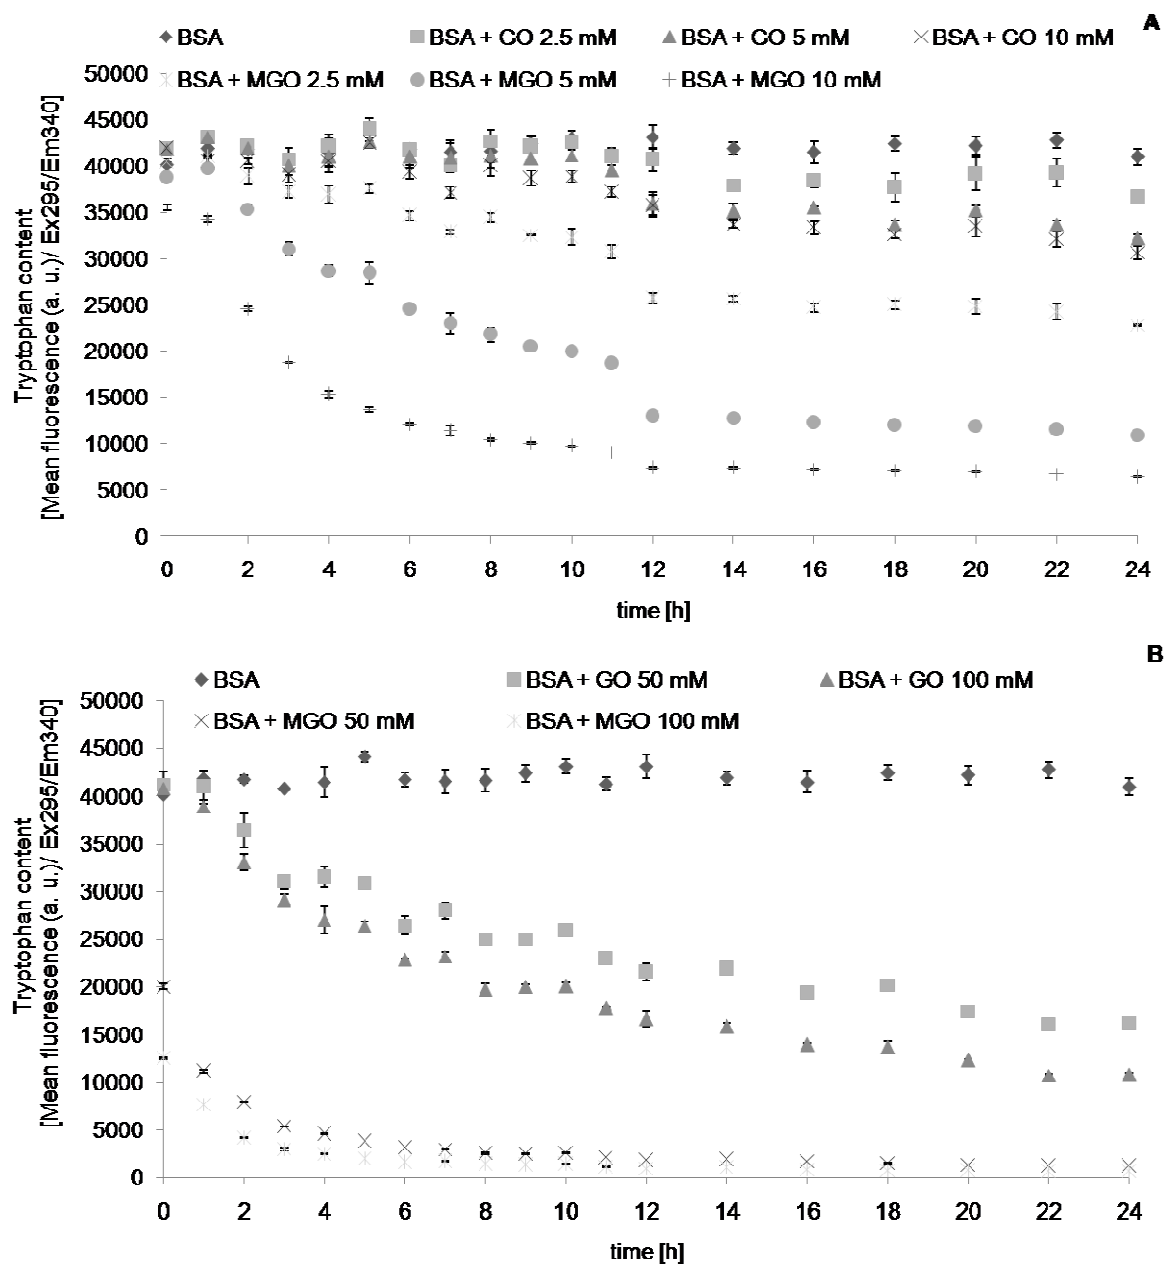 A
BSA BSA + CO 2.5 mM BSA + CO 5 mM BSA + CO 10 mM
BSA + MGO 2.5 mM BSA + MGO 5 mM BSA + MGO 10 mM
Tryptophan content
[Mean fluorescence (a. u.)/ Ex295/Em340]
50000
45000
40000
35000
30000
25000
20000
15000
10000
5000
0
0 2 4 6 8 10 12 14 16 18 20 22 24
time [h]
B
BSA BSA + GO 50 mM BSA + GO 100 mM
BSA + MGO 50 mM BSA + MGO 100 mM
Tryptophan content
[Mean fluorescence (a. u.)/ Ex295/Em340]
50000
45000
40000
35000
30000
25000
20000
15000
10000
5000
0
0 2 4 6 8 10 12 14 16 18 20 22 24
time [h]